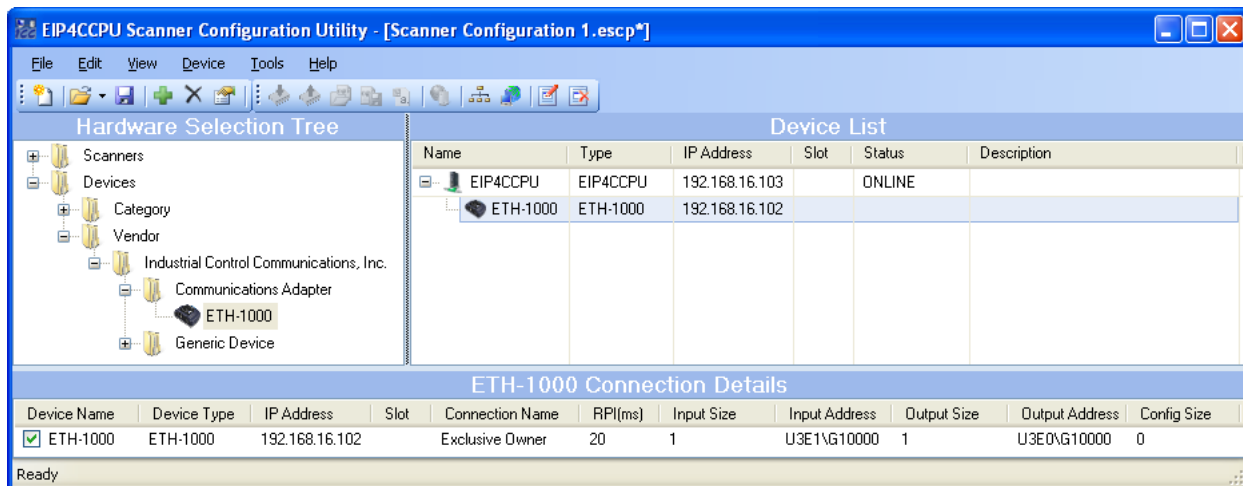 EIP4CCPU Scanner Configuration Utility - [Scanner Configuration 1.escp*]
File Edit View Device Tools Help
Hardware Selection Tree
Scanners
Devices
Category
Vendor
Industrial Control Communications, Inc.
Communications Adapter
ETH-1000
Generic Device
Device List
Name Type IP Address Slot Status Description
EIP4CCPU EIP4CCPU 192.168.16.103 ONLINE
ETH-1000 ETH-1000 192.168.16.102
ETH-1000 Connection Details
Device Name Device Type IP Address Slot Connection Name RPI(ms) Input Size Input Address Output Size Output Address Config Size
ETH-1000 ETH-1000 192.168.16.102 Exclusive Owner 20 1 U3E1\G10000 1 U3E0\G10000 0
Ready